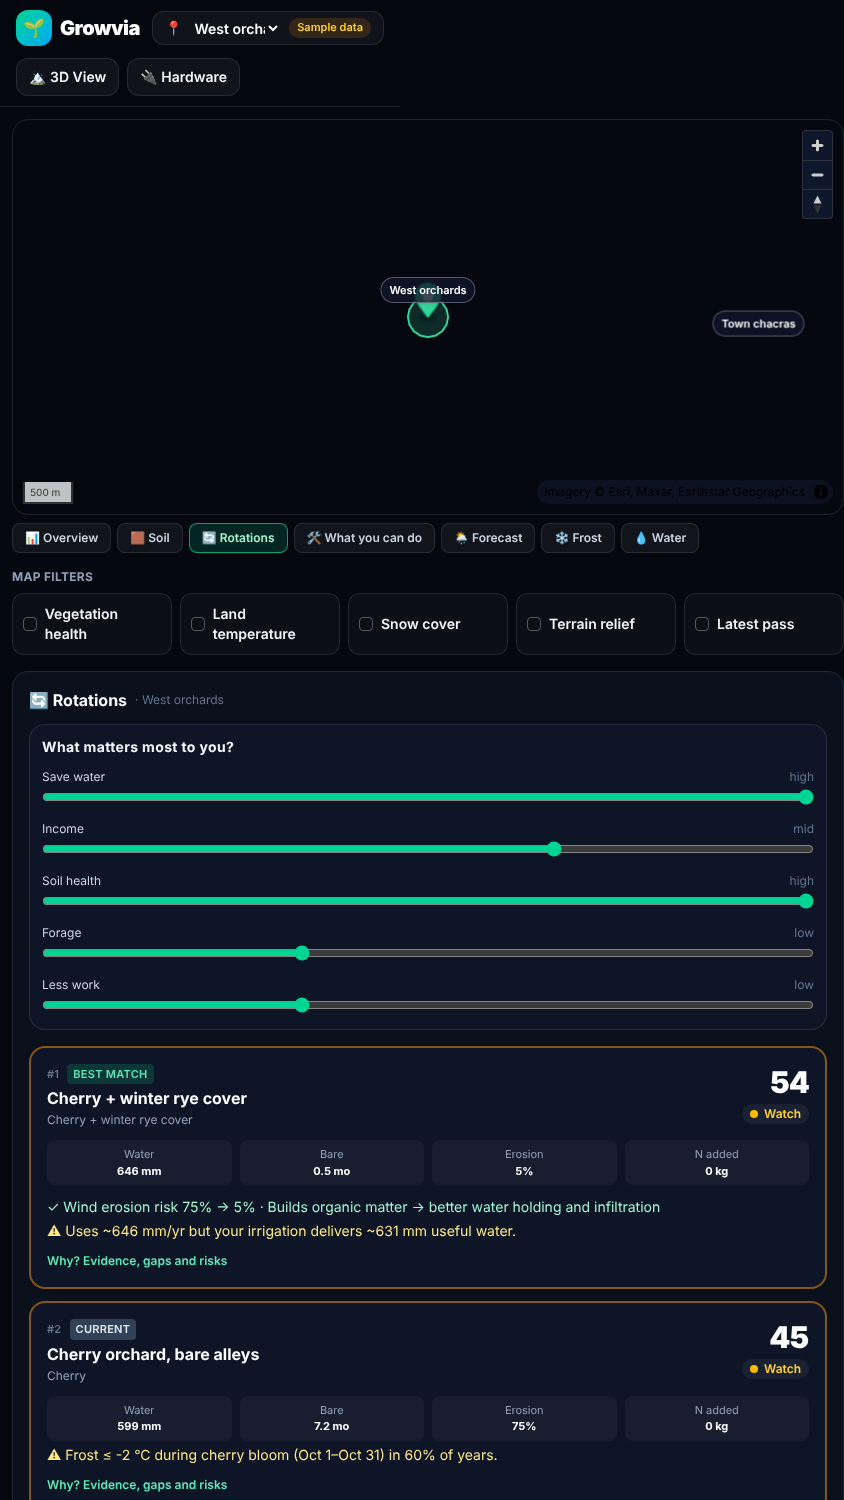 Growvia
West orcha
Sample data
3D View
Hardware
West orchards
Town chacras
500 m
Imagery © Esri, Maxar, Earthstar Geographics
Overview
Soil
Rotations
What you can do
Forecast
Frost
Water
MAP FILTERS
Vegetation
health
Land
temperature
Snow cover
Terrain relief
Latest pass
Rotations · West orchards
What matters most to you?
Save water high
Income mid
Soil health high
Forage low
Less work low
#1 BEST MATCH
54
Cherry + winter rye cover
Watch
Cherry + winter rye cover
Water
646 mm
Bare
0.5 mo
Erosion
5%
N added
0 kg
✓ Wind erosion risk 75% → 5% · Builds organic matter → better water holding and infiltration
⚠ Uses ~646 mm/yr but your irrigation delivers ~631 mm useful water.
Why? Evidence, gaps and risks
#2 CURRENT
45
Cherry orchard, bare alleys
Watch
Cherry
Water
599 mm
Bare
7.2 mo
Erosion
75%
N added
0 kg
⚠ Frost ≤ -2 °C during cherry bloom (Oct 1–Oct 31) in 60% of years.
Why? Evidence, gaps and risks